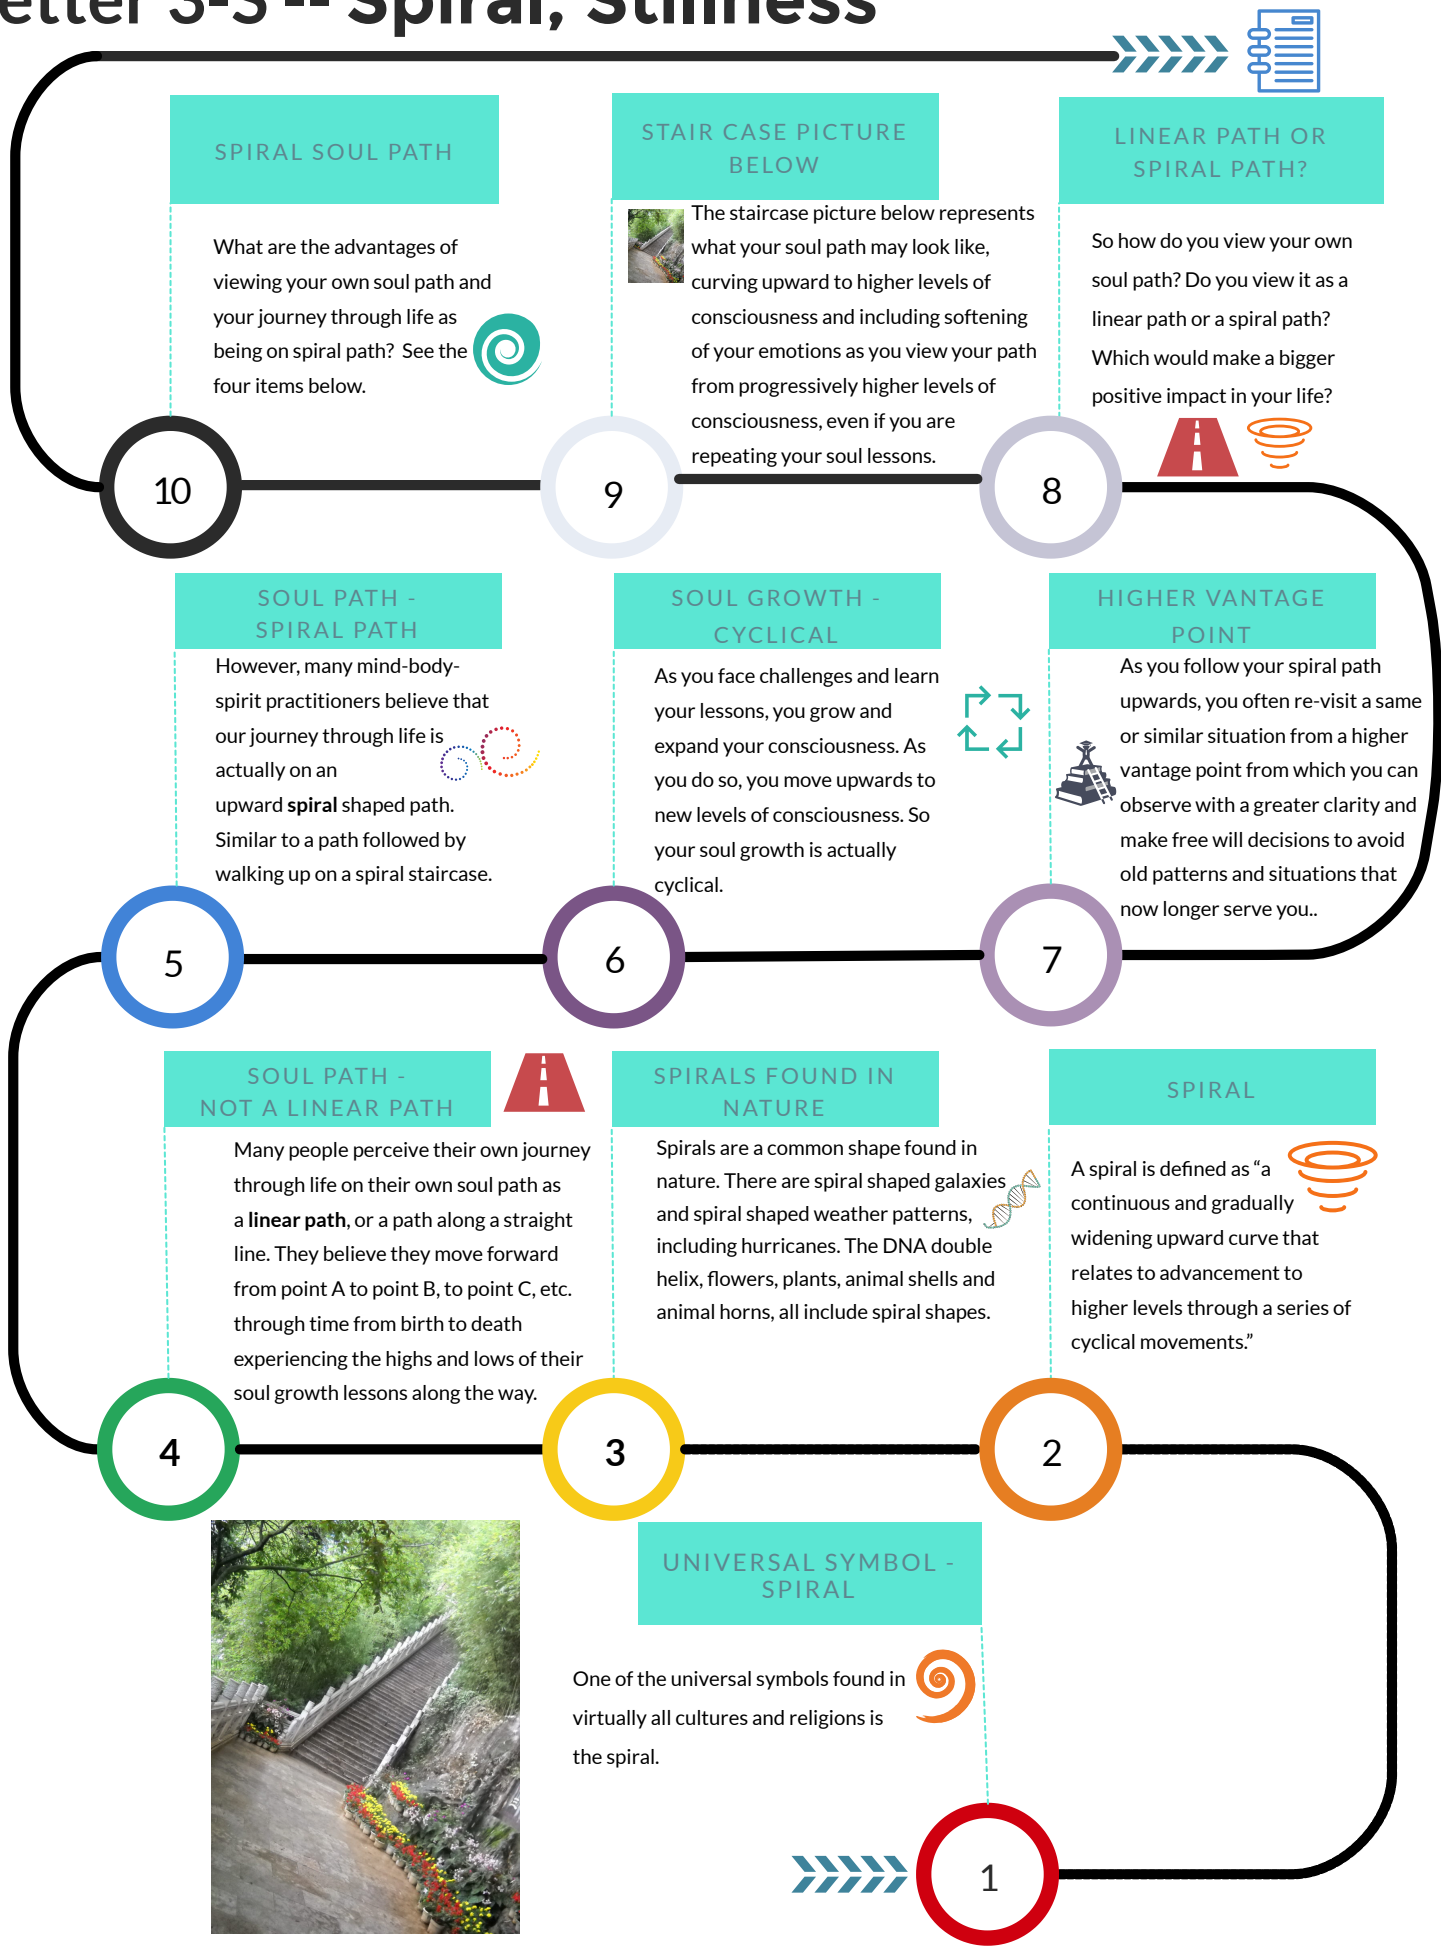 etter 3-3 -- Spiral, Stillness
SPIRAL SOUL PATH
What are the advantages of
viewing your own soul path and
your journey through life as
being on spiral path? See the
four items below.
10
STAIR CASE PICTURE
BELOW
The staircase picture below represents
what your soul path may look like,
curving upward to higher levels of
consciousness and including softening
of your emotions as you view your path
from progressively higher levels of
consciousness, even if you are
repeating your soul lessons.
9
LINEAR PATH OR
SPIRAL PATH?
So how do you view your own
soul path? Do you view it as a
linear path or a spiral path?
Which would make a bigger
positive impact in your life?
8
SOUL PATH -
SPIRAL PATH
However, many mind-body-
spirit practitioners believe that
our journey through life is
actually on an
upward spiral shaped path.
Similar to a path followed by
walking up on a spiral staircase.
5
SOUL GROWTH -
CYCLICAL
As you face challenges and learn
your lessons, you grow and
expand your consciousness. As
you do so, you move upwards to
new levels of consciousness. So
your soul growth is actually
cyclical.
6
HIGHER VANTAGE
POINT
As you follow your spiral path
upwards, you often re-visit a same
or similar situation from a higher
vantage point from which you can
observe with a greater clarity and
make free will decisions to avoid
old patterns and situations that
now longer serve you..
7
SOUL PATH -
NOT A LINEAR PATH
Many people perceive their own journey
through life on their own soul path as
a linear path, or a path along a straight
line. They believe they move forward
from point A to point B, to point C, etc.
through time from birth to death
experiencing the highs and lows of their
soul growth lessons along the way.
4
SPIRALS FOUND IN
NATURE
Spirals are a common shape found in
nature. There are spiral shaped galaxies
and spiral shaped weather patterns,
including hurricanes. The DNA double
helix, flowers, plants, animal shells and
animal horns, all include spiral shapes.
3
SPIRAL
A spiral is defined as “a
continuous and gradually
widening upward curve that
relates to advancement to
higher levels through a series of
cyclical movements.”
2
UNIVERSAL SYMBOL -
SPIRAL
One of the universal symbols found in
virtually all cultures and religions is
the spiral.
1